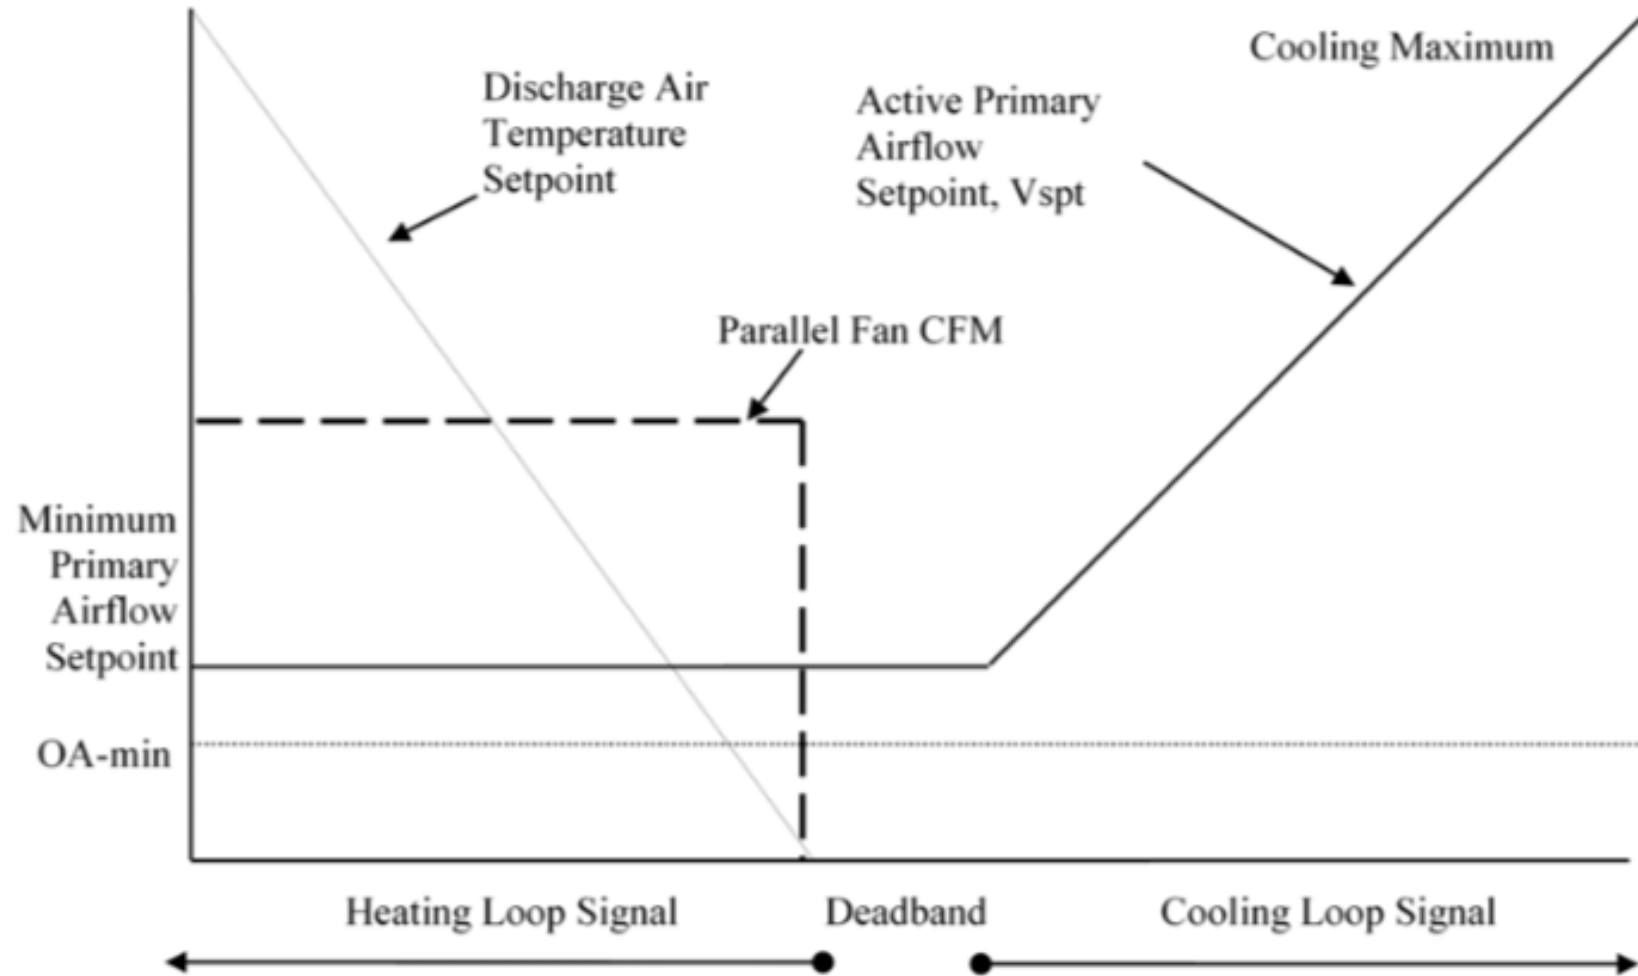 Cooling Maximum
Discharge Air
Temperature
Setpoint
Active Primary
Airflow
Setpoint, Vspt
Parallel Fan CFM
Minimum
Primary
Airflow
Setpoint
OA-min
Heating Loop Signal
Deadband
Cooling Loop Signal